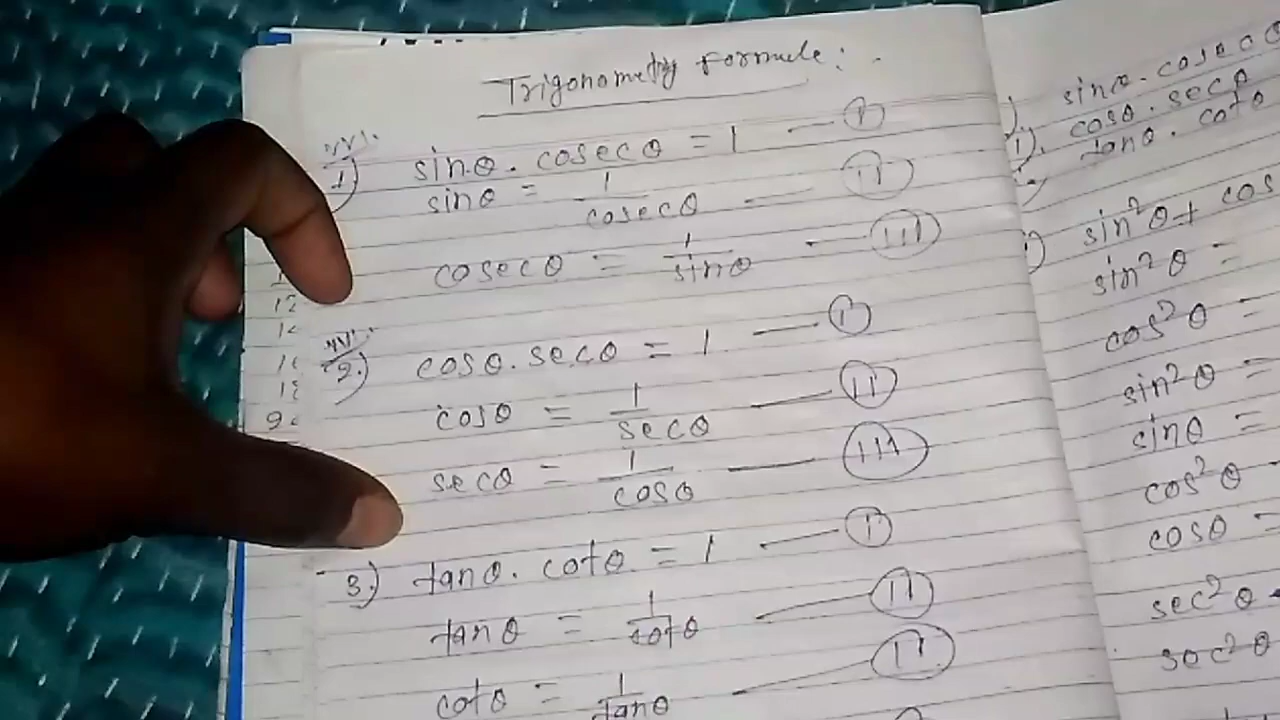 Trigonometry Formule:
1) sinθ. cosecθ = 1 — I
sinθ = 1/cosecθ — II
cosecθ = 1/sinθ — III
2.) cosθ. secθ = 1 — I
cosθ = 1/secθ — II
secθ = 1/cosθ — III
3.) tanθ. cotθ = 1 — I
tanθ = 1/cotθ — II
cotθ = 1/tanθ — II
sinθ. cosecθ
cosθ. secθ
tanθ. cotθ
sin²θ + cos
sin²θ =
cos²θ =
sin²θ =
sinθ =
cos²θ
cosθ =
sec²θ
sec²θ